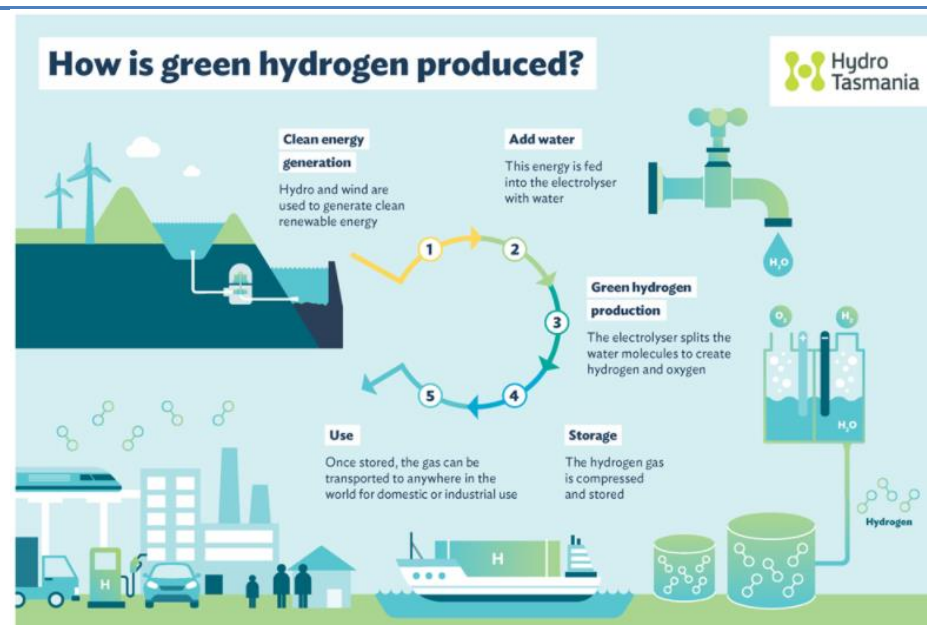 How is green hydrogen produced?
Hydro
Tasmania
Clean energy
generation
Hydro and wind are
used to generate clean
renewable energy
Add water
This energy is fed
into the electrolyser
with water
H₂O
1
2
3
4
5
Green hydrogen
production
The electrolyser splits the
water molecules to create
hydrogen and oxygen
O₂
H₂
+
−
H₂O
Use
Once stored, the gas can be
transported to anywhere in the
world for domestic or industrial use
Storage
The hydrogen gas
is compressed
and stored
Hydrogen
H
H